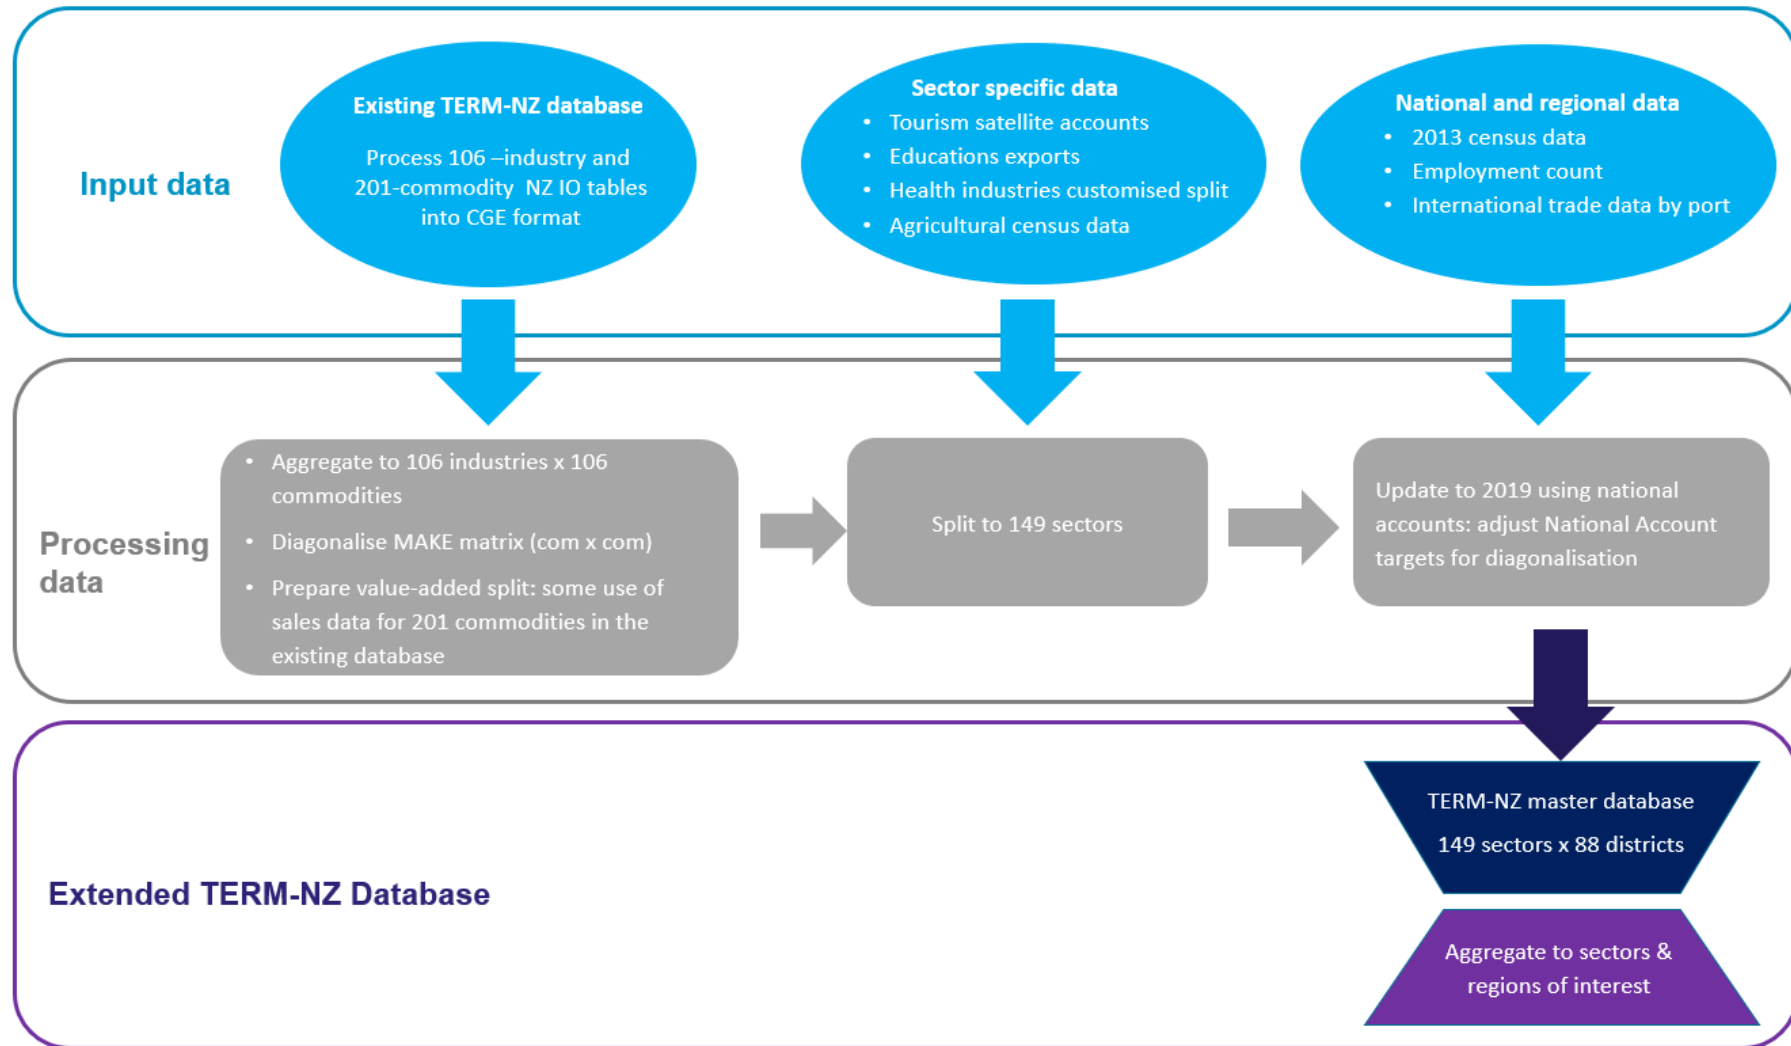 Input data
Existing TERM-NZ database
Process 106 –industry and
201-commodity NZ IO tables
into CGE format
Sector specific data
• Tourism satellite accounts
• Educations exports
• Health industries customised split
• Agricultural census data
National and regional data
• 2013 census data
• Employment count
• International trade data by port
Processing
data
• Aggregate to 106 industries x 106
commodities
• Diagonalise MAKE matrix (com x com)
• Prepare value-added split: some use of
sales data for 201 commodities in the
existing database
Split to 149 sectors
Update to 2019 using national
accounts: adjust National Account
targets for diagonalisation
Extended TERM-NZ Database
TERM-NZ master database
149 sectors x 88 districts
Aggregate to sectors &
regions of interest